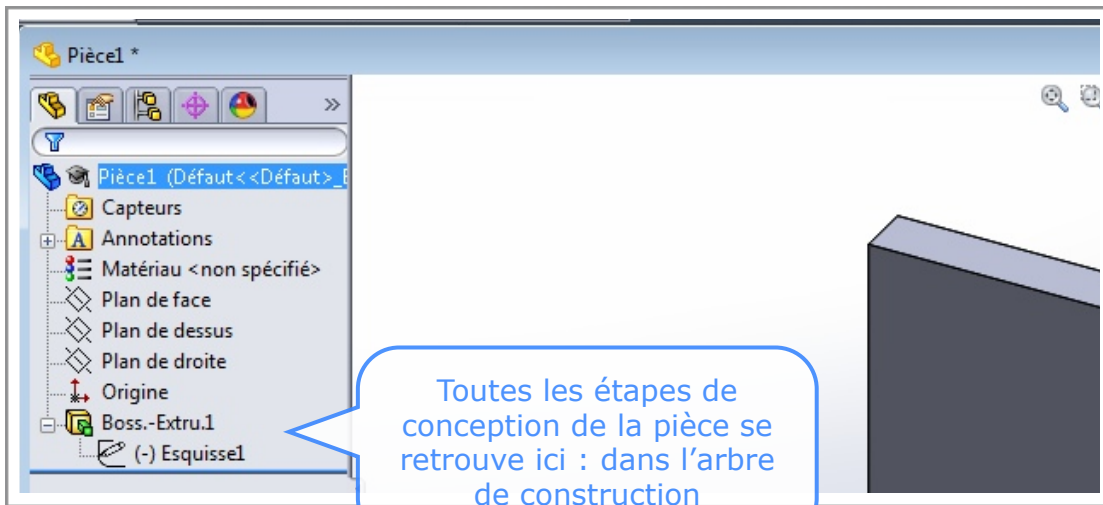 Pièce1 *
»
Pièce1 (Défaut<<Défaut>_E
Capteurs
Annotations
Matériau <non spécifié>
Plan de face
Plan de dessus
Plan de droite
Origine
Boss.-Extru.1
(-) Esquisse1
Toutes les étapes de
conception de la pièce se
retrouve ici : dans l’arbre
de construction